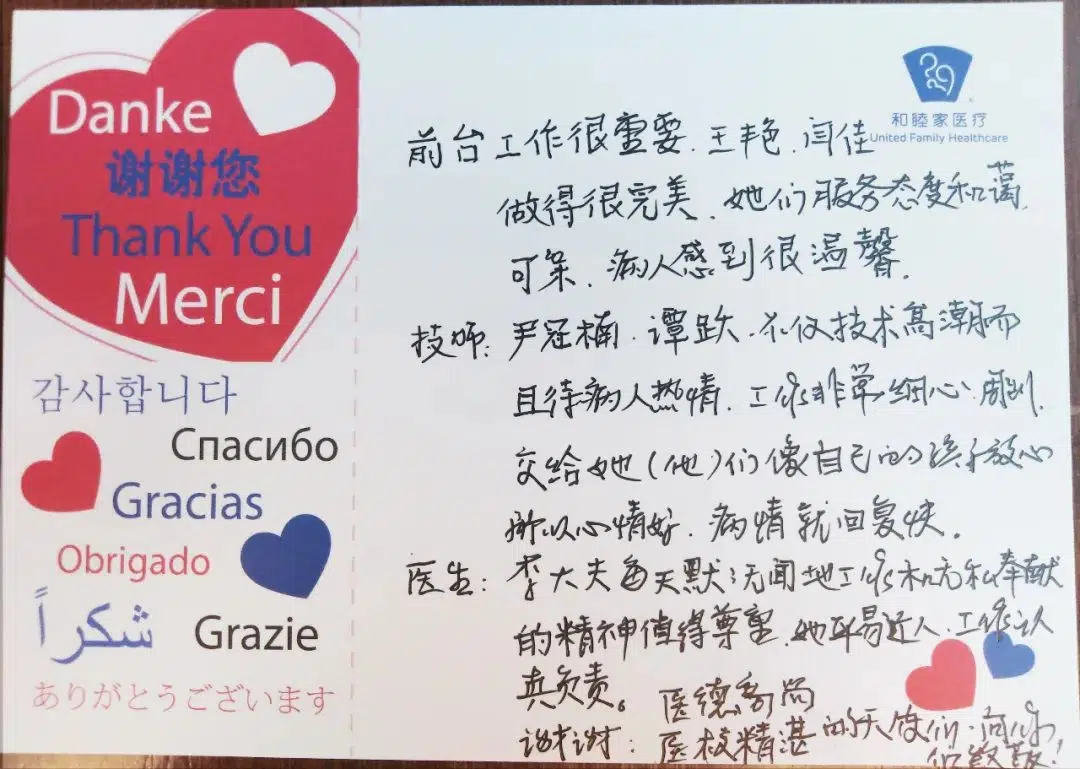 Danke
谢谢您
Thank You
Merci
감사합니다
Спасибо
Gracias
Obrigado
شكراً
Grazie
ありがとうございます
和睦家医疗
United Family Healthcare
前台工作很重要.王艳.闫佳
做得很完美、她们服务态度和蔼.
可亲、病人感到很温馨.
技师:尹冠楠.谭跃.不仅技术高潮而
且待病人热情.工作非常细心.周到.
交给她(他)们像自己的孩子放心
所以心情好.病情就回复快.
医生:李大夫每天默默无闻地工作和无私奉献
的精神值得尊重.她平易近人.工作认
真负责。
医德高尚
谢谢:医技精湛的天使们.向你
们致敬!